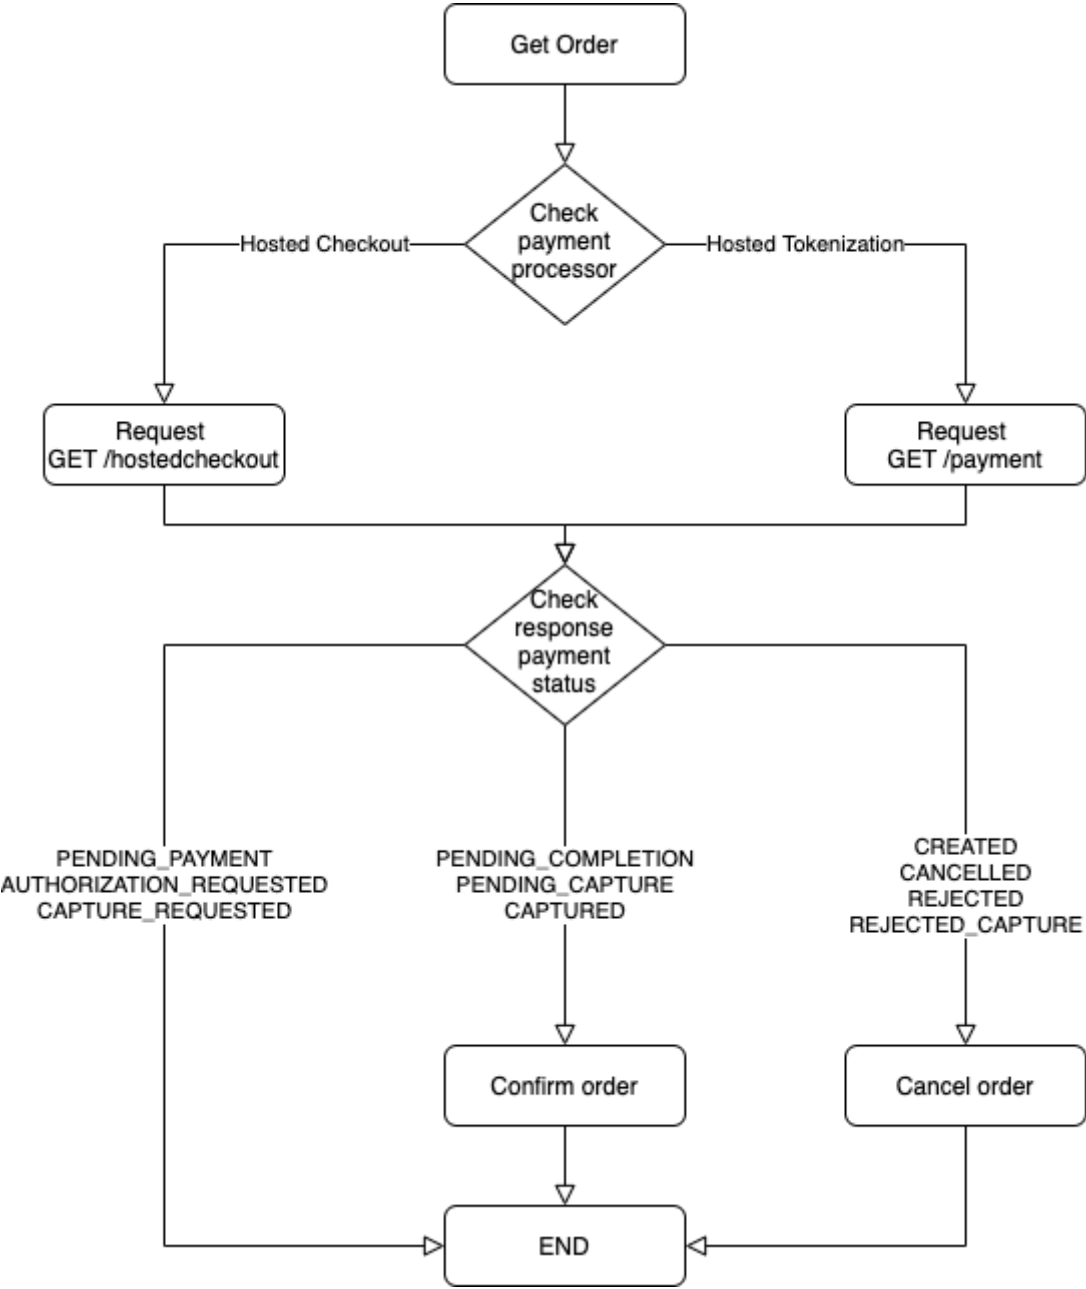 Get Order
Check
payment
processor
Hosted Checkout
Hosted Tokenization
Request
GET /hostedcheckout
Request
GET /payment
Check
response
payment
status
PENDING_PAYMENT
AUTHORIZATION_REQUESTED
CAPTURE_REQUESTED
PENDING_COMPLETION
PENDING_CAPTURE
CAPTURED
CREATED
CANCELLED
REJECTED
REJECTED_CAPTURE
Confirm order
Cancel order
END